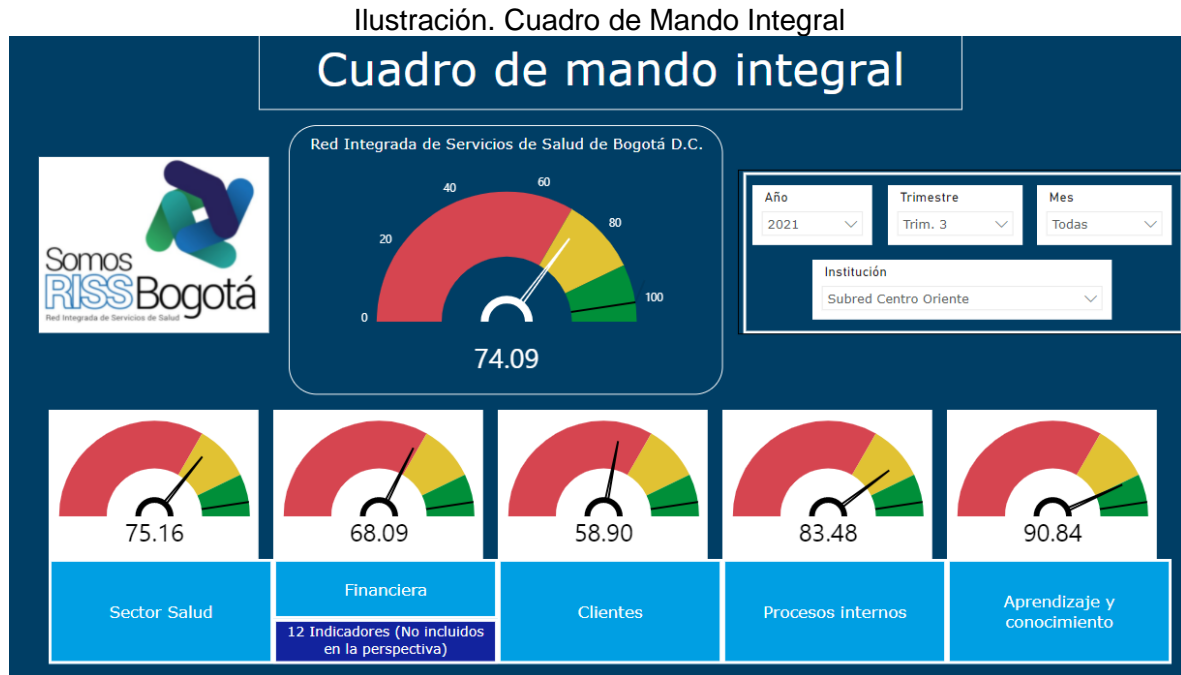 Ilustración. Cuadro de Mando Integral
Cuadro de mando integral
Somos
RISSBogotá
Red Integrada de Servicios de Salud
Red Integrada de Servicios de Salud de Bogotá D.C.
0
20
40
60
80
100
74.09
Año
2021
Trimestre
Trim. 3
Mes
Todas
Institución
Subred Centro Oriente
75.16
68.09
58.90
83.48
90.84
Sector Salud
Financiera
12 Indicadores (No incluidos
en la perspectiva)
Clientes
Procesos internos
Aprendizaje y
conocimiento